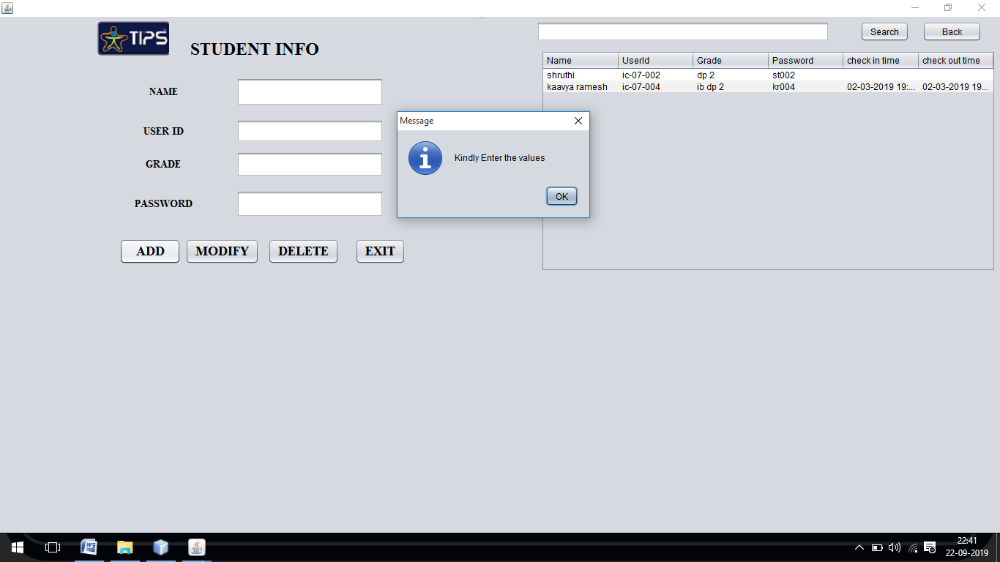 TIPS
STUDENT INFO
Search
Back
NAME
USER ID
GRADE
PASSWORD
ADD
MODIFY
DELETE
EXIT
Name UserId Grade Password check in time check out time
shruthi ic-07-002 dp 2 st002
kaavya ramesh ic-07-004 ib dp 2 kr004 02-03-2019 19:... 02-03-2019 19...
Message
Kindly Enter the values
OK
22:41
22-09-2019